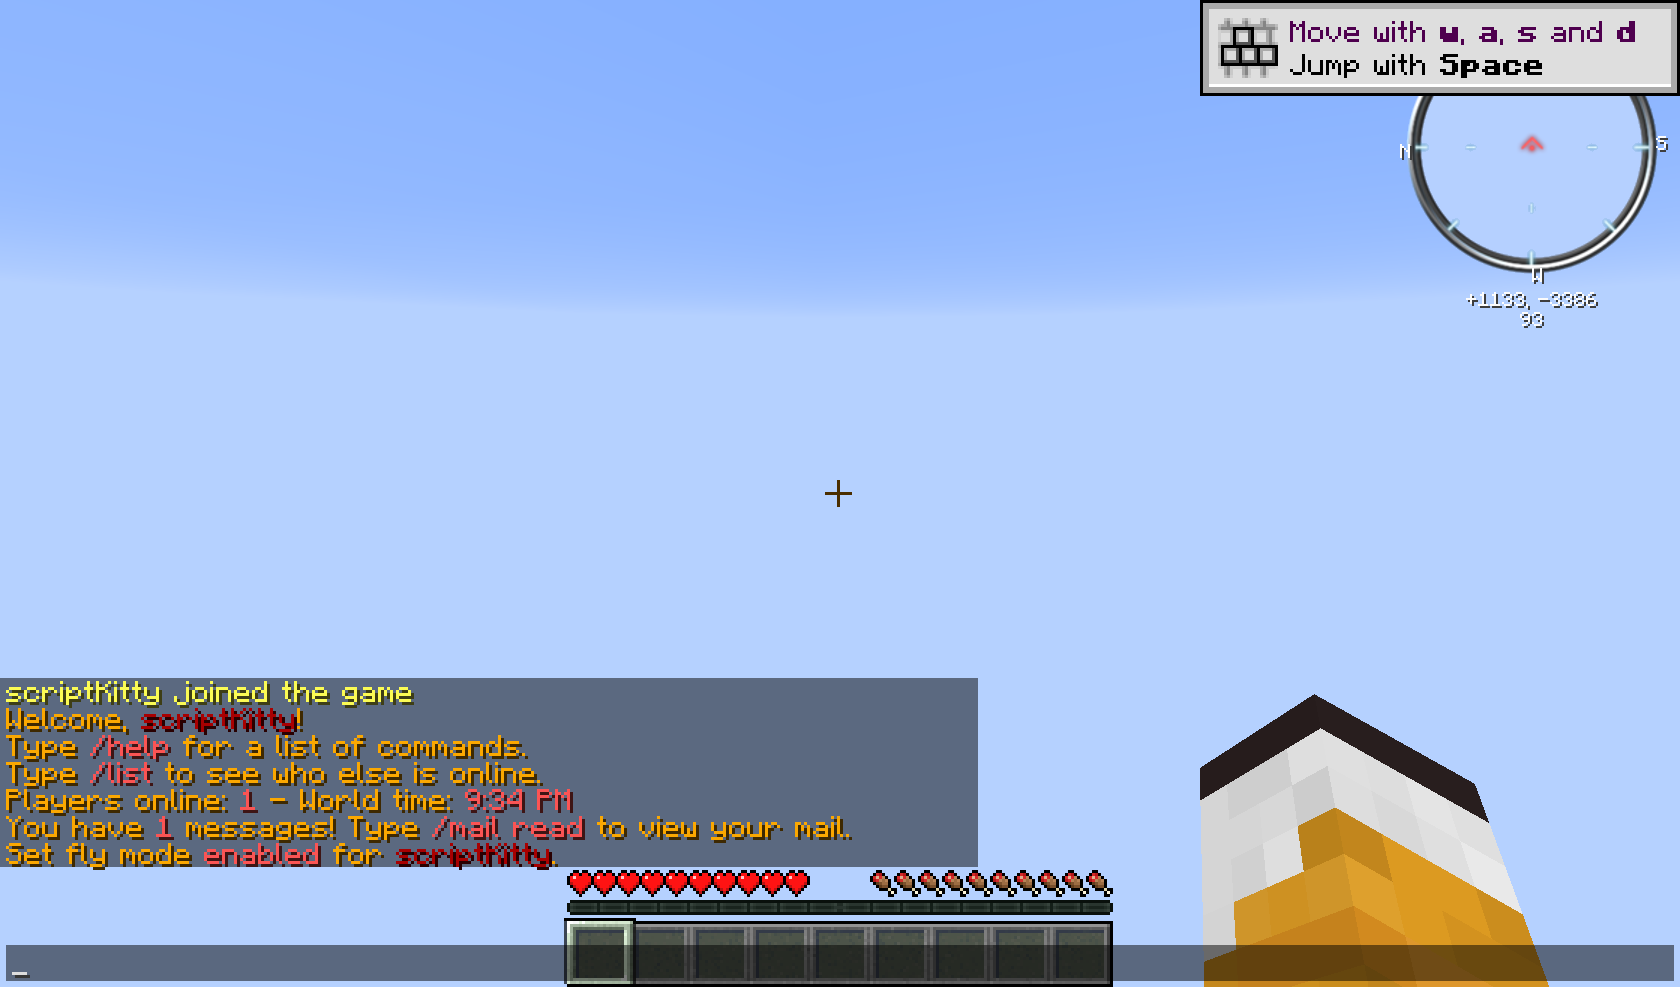 Move with w, a, s and d
Jump with Space
N
S
W
+1133, -3386
93
scriptKitty joined the game
Welcome, scriptKitty!
Type /help for a list of commands.
Type /list to see who else is online.
Players online: 1 - World time: 9:34 PM
You have 1 messages! Type /mail read to view your mail.
Set fly mode enabled for scriptKitty.
_